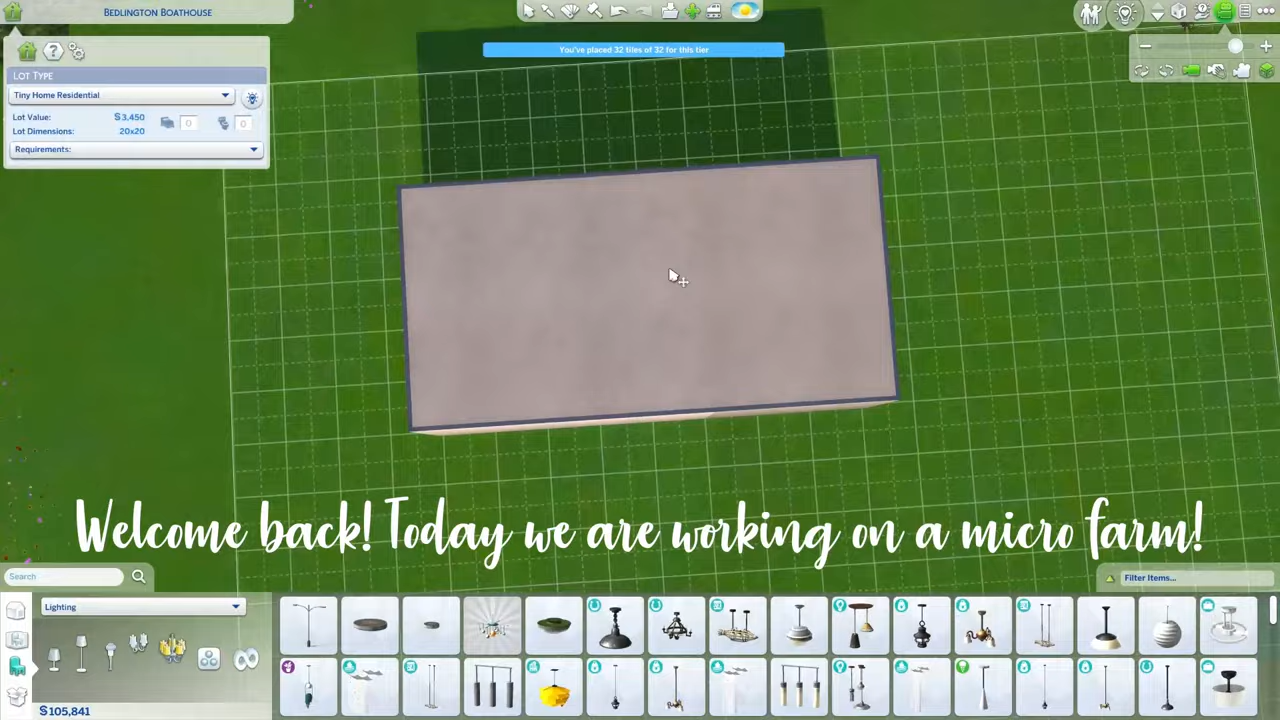 BEDLINGTON BOATHOUSE
You've placed 32 tiles of 32 for this tier
LOT TYPE
Tiny Home Residential
Lot Value: §3,450
0
0
Lot Dimensions: 20x20
Requirements:
Welcome back! Today we are working on a micro farm!
Search
Filter Items...
Lighting
§105,841